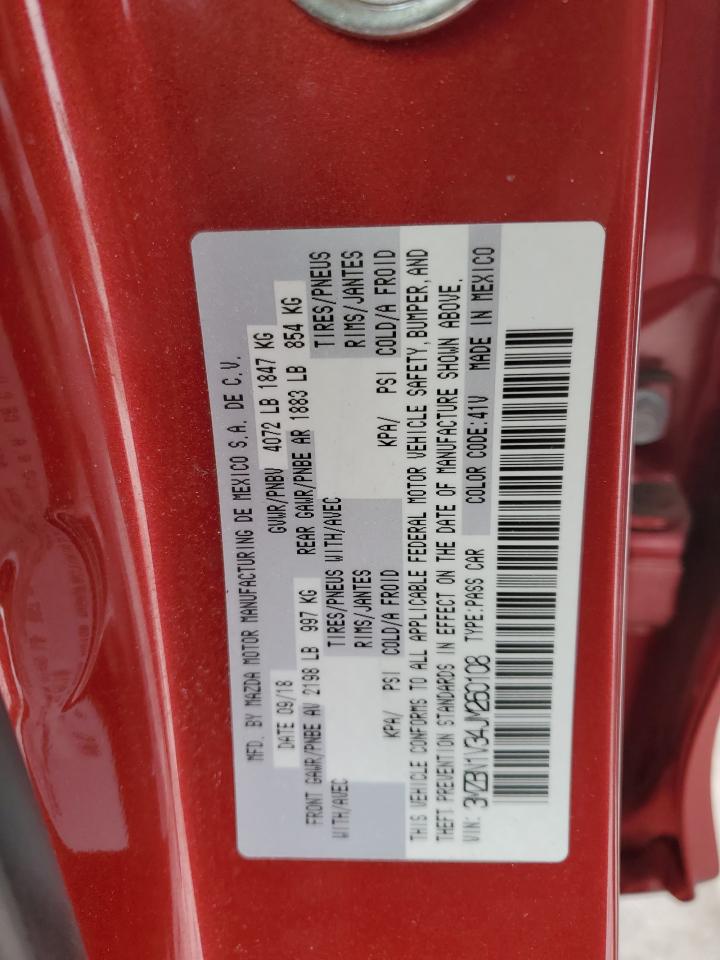 MFD. BY MAZDA MOTOR MANUFACTURING DE MEXICO S.A. DE C.V.
DATE 09/18 GVWR/PNBV 4072 LB 1847 KG
FRONT GAWR/PNBE AV 2198 LB 997 KG REAR GAWR/PNBE AR 1883 LB 854 KG
WITH/AVEC TIRES/PNEUS WITH/AVEC TIRES/PNEUS
RIMS/JANTES RIMS/JANTES
KPA/ PSI COLD/A FROID KPA/ PSI COLD/A FROID
THIS VEHICLE CONFORMS TO ALL APPLICABLE FEDERAL MOTOR VEHICLE SAFETY, BUMPER, AND
THEFT PREVENTION STANDARDS IN EFFECT ON THE DATE OF MANUFACTURE SHOWN ABOVE.
VIN: 3MZBN1V34JM260108 TYPE:PASS CAR COLOR CODE:41V MADE IN MEXICO